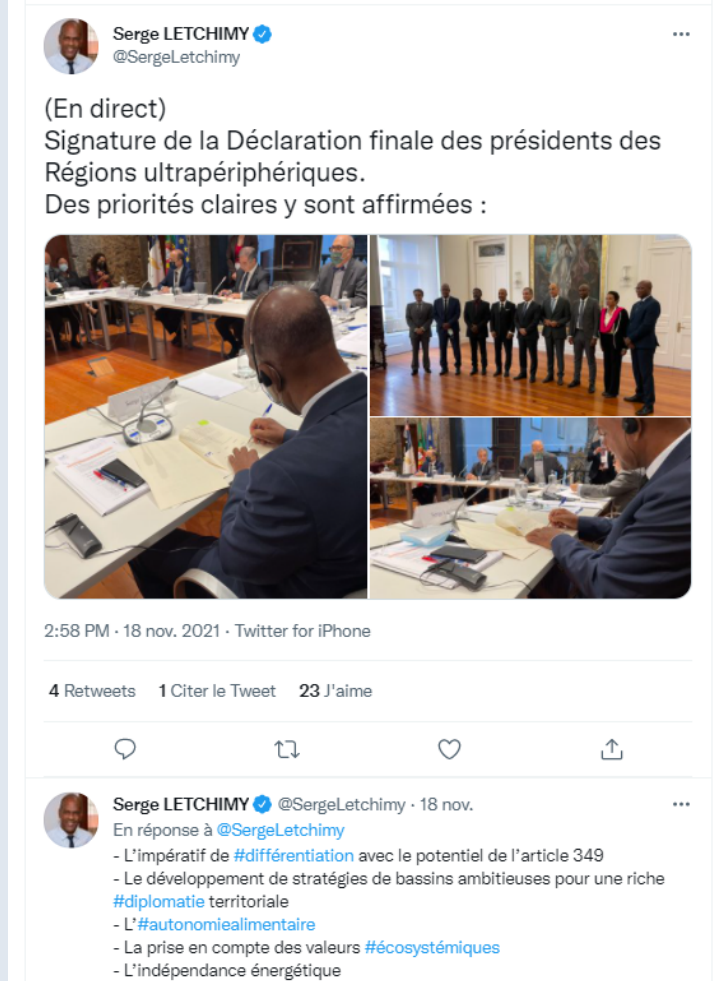 Serge LETCHIMY
@SergeLetchimy
(En direct)
Signature de la Déclaration finale des présidents des
Régions ultrapériphériques.
Des priorités claires y sont affirmées :
2:58 PM · 18 nov. 2021 · Twitter for iPhone
4 Retweets 1 Citer le Tweet 23 J'aime
Serge LETCHIMY @SergeLetchimy · 18 nov.
En réponse à @SergeLetchimy
- L'impératif de #différentiation avec le potentiel de l'article 349
- Le développement de stratégies de bassins ambitieuses pour une riche
#diplomatie territoriale
- L'#autonomiealimentaire
- La prise en compte des valeurs #écosystémiques
- L'indépendance énergétique